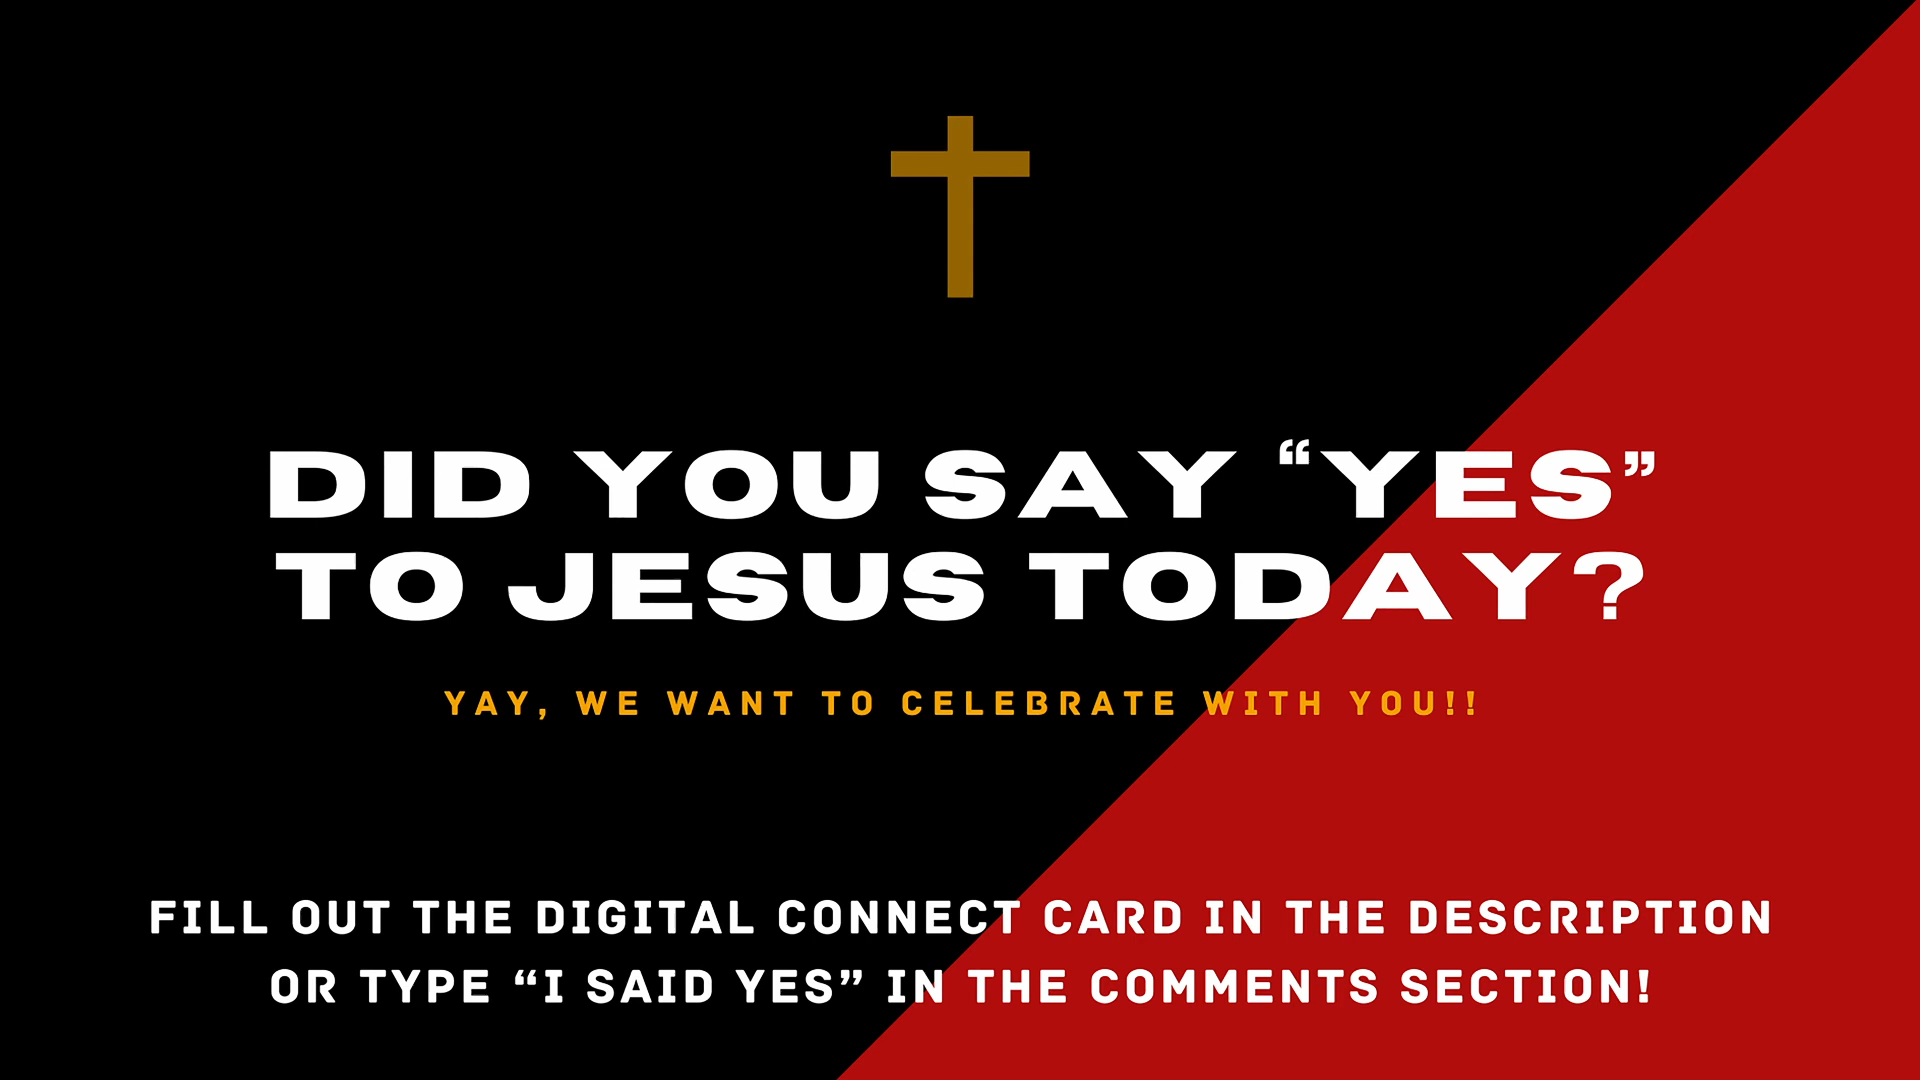 DID YOU SAY “YES”
TO JESUS TODAY?
YAY, WE WANT TO CELEBRATE WITH YOU!!
FILL OUT THE DIGITAL CONNECT CARD IN THE DESCRIPTION
OR TYPE “I SAID YES” IN THE COMMENTS SECTION!